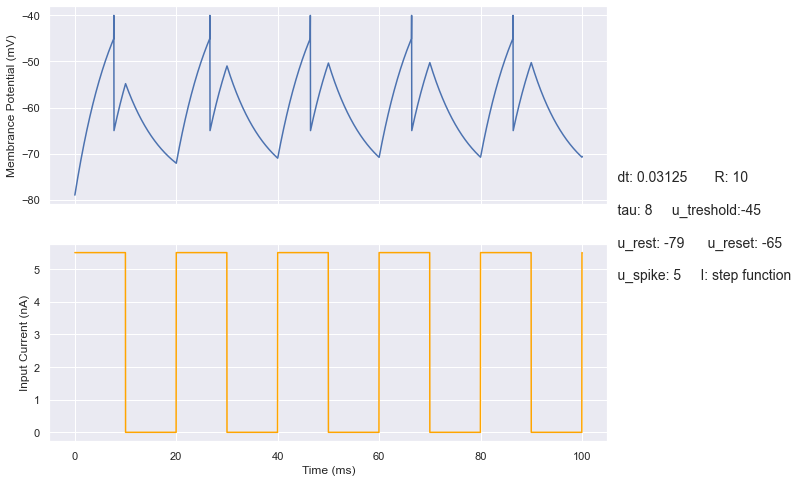 −40
−50
−60
−70
−80
Membrance Potential (mV)
dt: 0.03125 R: 10
tau: 8 u_treshold:-45
u_rest: -79 u_reset: -65
u_spike: 5 I: step function
5
4
3
2
1
0
Input Current (nA)
0 20 40 60 80 100
Time (ms)